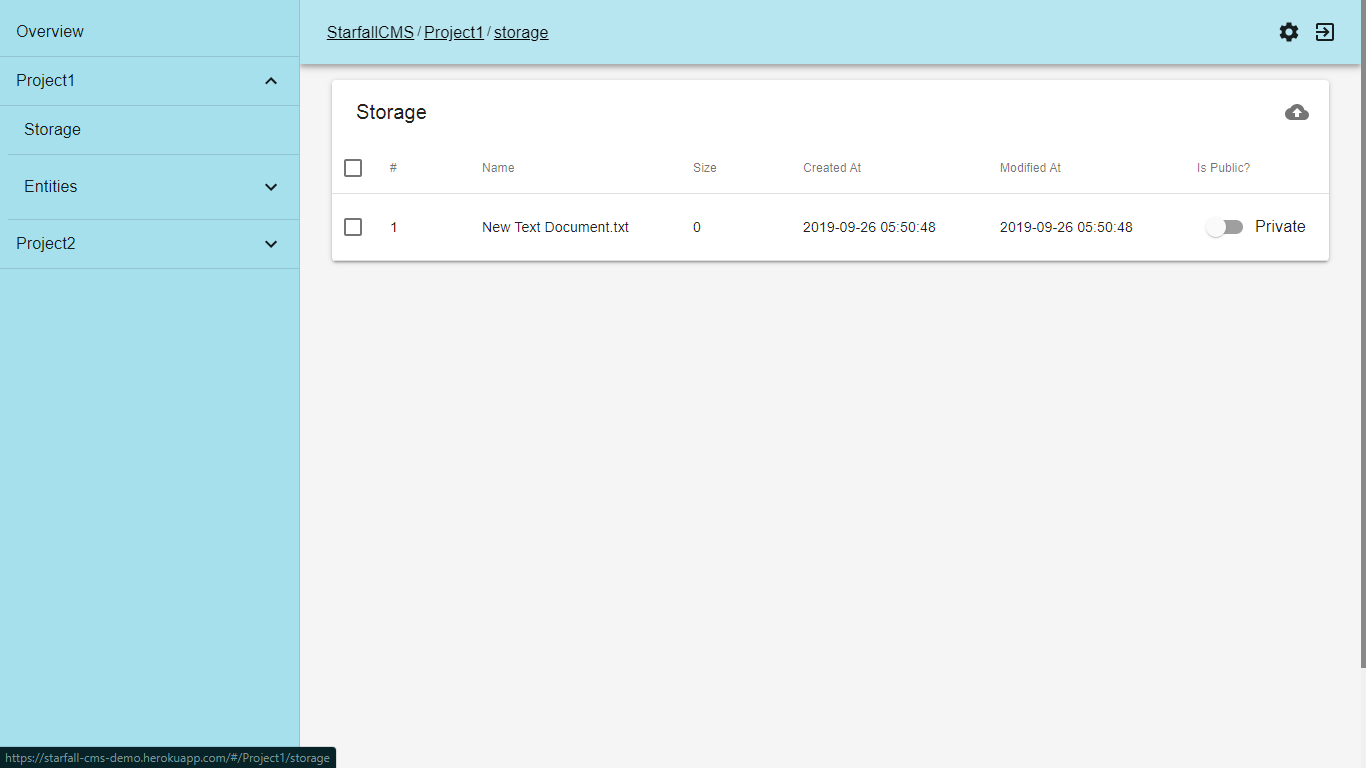 Overview
Project1
Storage
Entities
Project2
StarfallCMS / Project1 / storage
Storage
# Name Size Created At Modified At Is Public?
1 New Text Document.txt 0 2019-09-26 05:50:48 2019-09-26 05:50:48 Private
https://starfall-cms-demo.herokuapp.com/#/Project1/storage